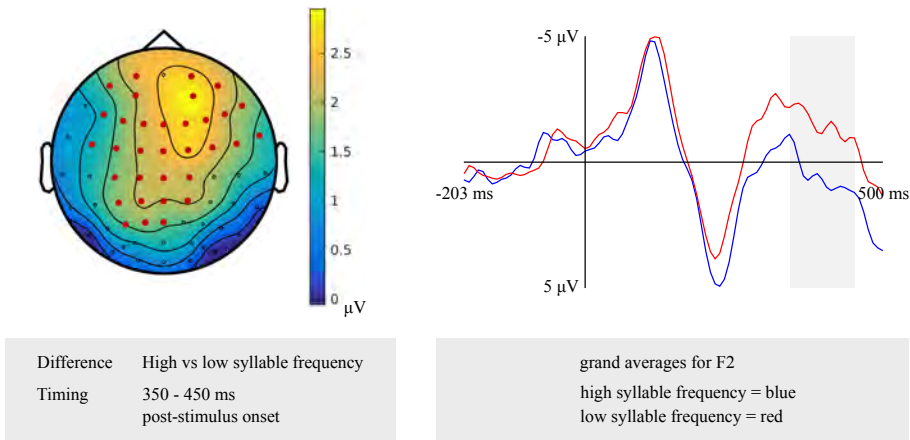 2.5
2
1.5
1
0.5
0
µV
-5 µV
-203 ms
500 ms
5 µV
Difference High vs low syllable frequency
Timing 350 - 450 ms
post-stimulus onset
grand averages for F2
high syllable frequency = blue
low syllable frequency = red